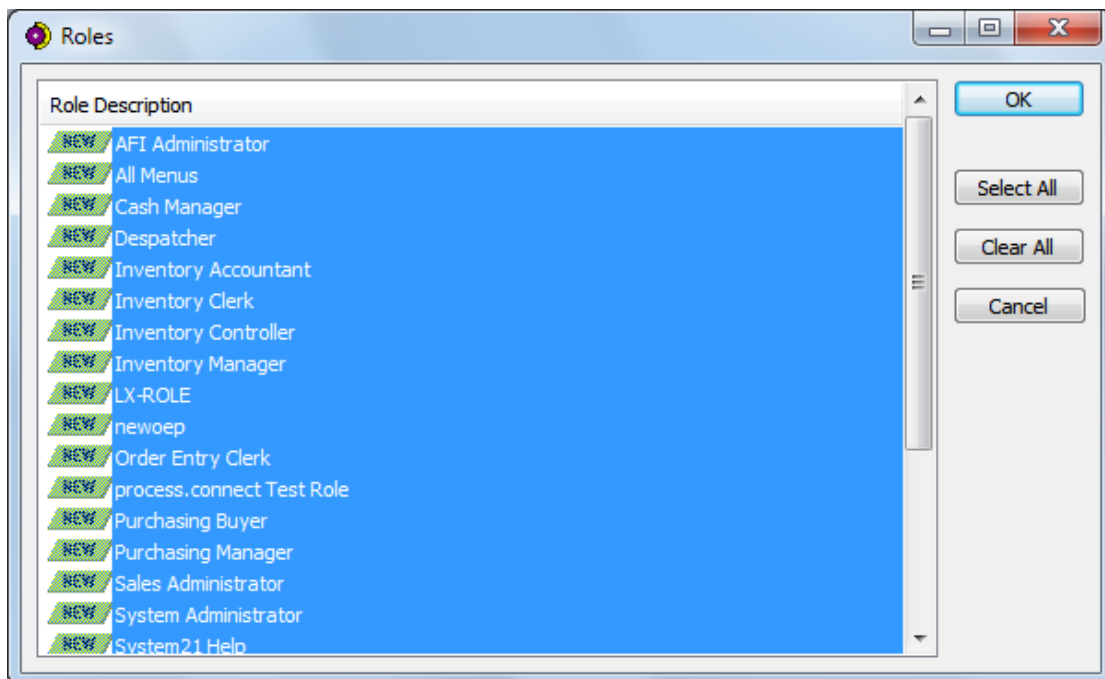 Roles
Role Description
NEW AFI Administrator
NEW All Menus
NEW Cash Manager
NEW Despatcher
NEW Inventory Accountant
NEW Inventory Clerk
NEW Inventory Controller
NEW Inventory Manager
NEW LX-ROLE
NEW newoep
NEW Order Entry Clerk
NEW process.connect Test Role
NEW Purchasing Buyer
NEW Purchasing Manager
NEW Sales Administrator
NEW System Administrator
NEW System21 Help
OK
Select All
Clear All
Cancel